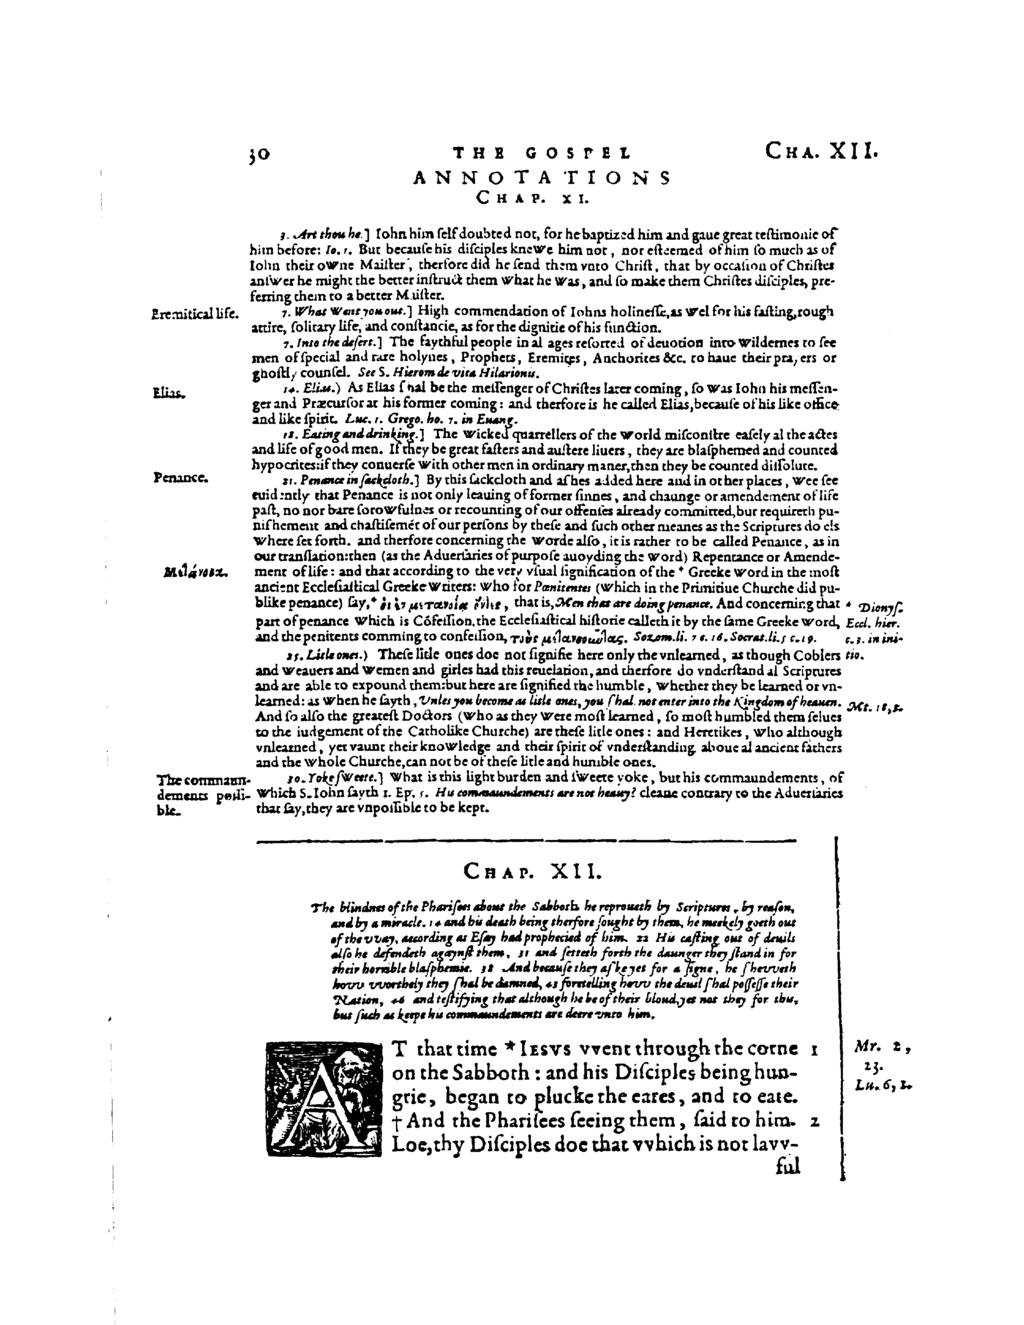 30 THE GOSPEL CHA. XII.
ANNOTATIONS
CHAP. XI.
3. Art thou he.] Iohn him ſelf doubted not, for he baptized him and gaue great teſtimonie of
him before: Io. 1. But becauſe his diſciples knewe him not, nor eſteemed of him ſo much as of
Iohn their owne Maiſter, therfore did he ſend them vnto Chriſt, that by occaſion of Chriſtes
anſwer he might the better inſtruct them what he was, and ſo make them Chriſtes diſciples, pre-
ferring them to a better Maiſter.
Eremitical life.
7. What went you out.] High commendation of Iohns holineſſe, as wel for his faſting, rough
attire, ſolitary life, and conſtancie, as for the dignitie of his function.
7. Into the deſert.] The faythful people in al ages reſorted of deuotion into wildernes to ſee
men of ſpecial and rare holynes, Prophets, Eremites, Anchorites &c. to haue their prayers or
ghoſtly counſel. See S. Hierom de vita Hilarionis.
Elias.
14. Elias.) As Elias ſhal be the meſſenger of Chriſtes later coming, ſo was Iohn his meſſen-
ger and Præcurſor at his former coming: and therfore is he called Elias, becauſe of his like office
and like ſpirit. Luc. 1. Grego. ho. 7. in Euang.
18. Eating and drinking.] The wicked quarrellers of the world miſconſtre eaſely al the actes
and life of good men. If they be great faſters and auſtere liuers, they are blaſphemed and counted
hypocrites: if they conuerſe with other men in ordinary maner, then they be counted diſſolute.
Penance.
21. Penance in ſackcloth.] By this ſackcloth and aſhes added here and in other places, wee ſee
euidently that Penance is not only leauing of former ſinnes, and chaunge or amendement of life
paſt, no nor bare ſorowfulnes or recounting of our offenſes already committed, but requireth pu-
niſhement and chaſtiſemēt of our perſons by theſe and ſuch other meanes as the Scriptures do els
where ſet forth. and therfore concerning the worde alſo, it is rather to be called Penance, as in
our tranſlation: then (as the Aduerſaries of purpoſe auoyding the word) Repentance or Amende-
Μετάνοια.
ment of life: and that according to the very vſual ſignification of the * Greeke word in the moſt
ancient Eccleſiaſtical Greeke writers: who for Pœnitentes (which in the Primitiue Churche did pu-
blike penance) ſay, * that is, Men that are doing penance. And concerning that
* Dionyſ.
part of penance which is Cōfeſſion, the Eccleſiaſtical hiſtorie calleth it by the ſame Greeke word,
Eccl. hier.
and the penitents comming to confeſſion, Sozom. li. 7 c. 16. Socrat. li. 5 c. 19.
c. 3. in ini-
tio.
25. Litle ones.) Theſe litle ones doe not ſignifie here only the vnlearned, as though Coblers
and weauers and wemen and girles had this reuelation, and therfore do vnderſtand al Scriptures
and are able to expound them: but here are ſignified the humble, whether they be learned or vn-
learned: as when he ſayth, Vnles you become as litle ones, you ſhal not enter into the Kingdom of heauen.
Mt. 18,
And ſo alſo the greateſt Doctors (who as they were moſt learned, ſo moſt humbled them ſelues
to the iudgement of the Catholike Churche) are theſe litle ones: and Heretikes, who although
vnlearned, yet vaunt their knowledge and their ſpirit of vnderſtanding aboue al ancient fathers
and the whole Churche, can not be of theſe litle and humble ones.
The commaun-
dements poſſi-
ble.
30. Yoke ſweete.] What is this light burden and ſweete yoke, but his commaundements, of
which S. Iohn ſayth 1. Ep. 5. His commaundements are not heauy? cleane contrary to the Aduerſaries
that ſay, they are vnpoſſible to be kept.
CHAP. XII.
The blindnes of the Phariſees about the Sabboth he reproueth by Scriptures, by reaſon,
and by a miracle. 14 and his death being therfore ſought by them, he meekely goeth out
of the vvay, according as Eſay had prophecied of him. 22 His caſting out of deuils
alſo he defendeth agaynſt them, 31 and ſetteth forth the daunger they ſtand in for
their horrible blaſphemie. 38 And becauſe they aſke yet for a ſigne, he ſhevveth
hovv vvorthely they ſhal be damned, 43 foretelling hovv the deuil ſhal poſſeſſe their
Nation, 46 and teſtifying that although he be of their bloud, yet not they for this,
but ſuch as keepe his commaundements are deere vnto him.
AT that time * IESVS vvent through the corne 1
Mr. 2,
23.
Lu. 6, 1.
on the Sabboth: and his Diſciples being hun-
grie, began to plucke the eares, and to eate.
† And the Phariſees ſeeing them, ſaid to him. 2
Loe, thy Diſciples doe that vvhich is not lavv-
ful